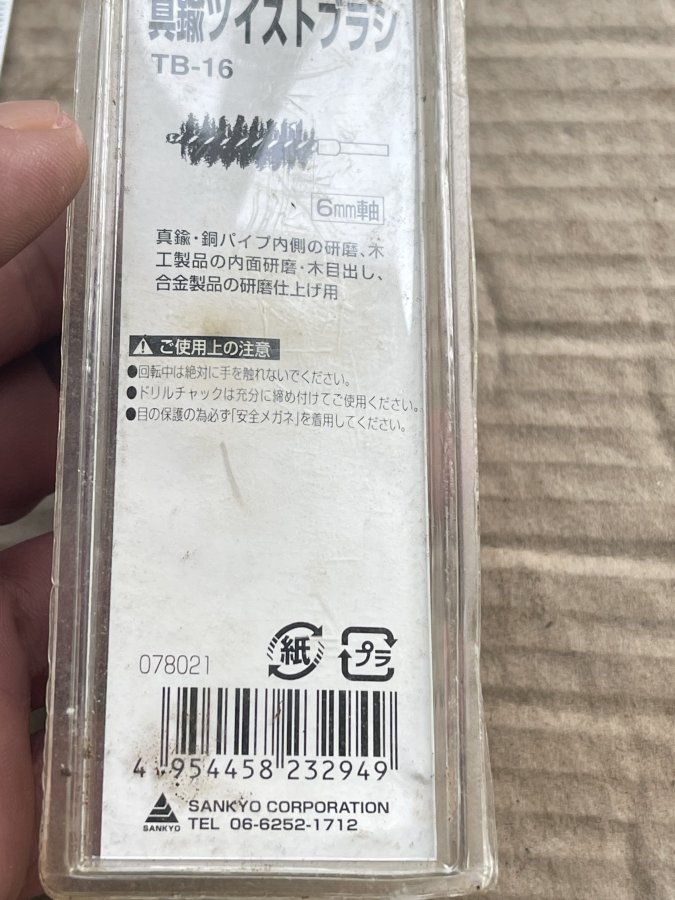 真鍮ツイストブラシ
TB-16
6mm軸
真鍮・銅パイプ内側の研磨、木
工製品の内面研磨・木目出し、
合金製品の研磨仕上げ用
ご使用上の注意
●回転中は絶対に手を触れないでください。
●ドリルチャックは充分に締め付けてご使用ください。
●目の保護の為必ず「安全メガネ」を着用してください。
078021
紙
プラ
4 954458 232949
SANKYO CORPORATION
SANKYO
TEL 06-6252-1712